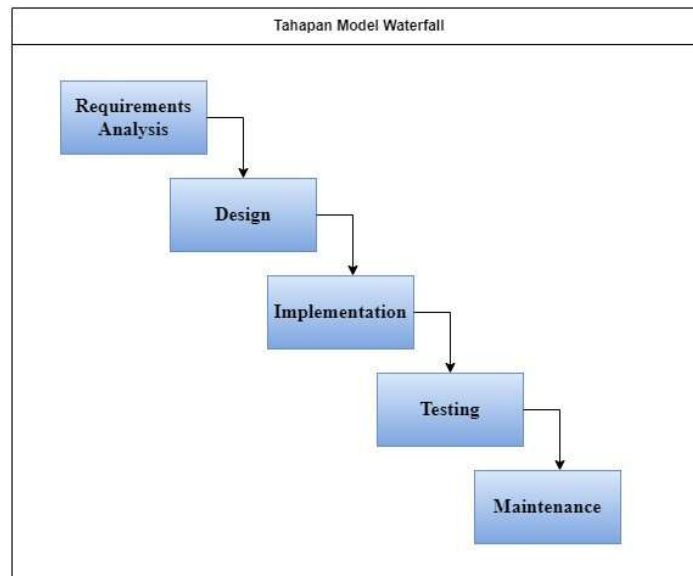 Tahapan Model Waterfall
Requirements
Analysis
Design
Implementation
Testing
Maintenance